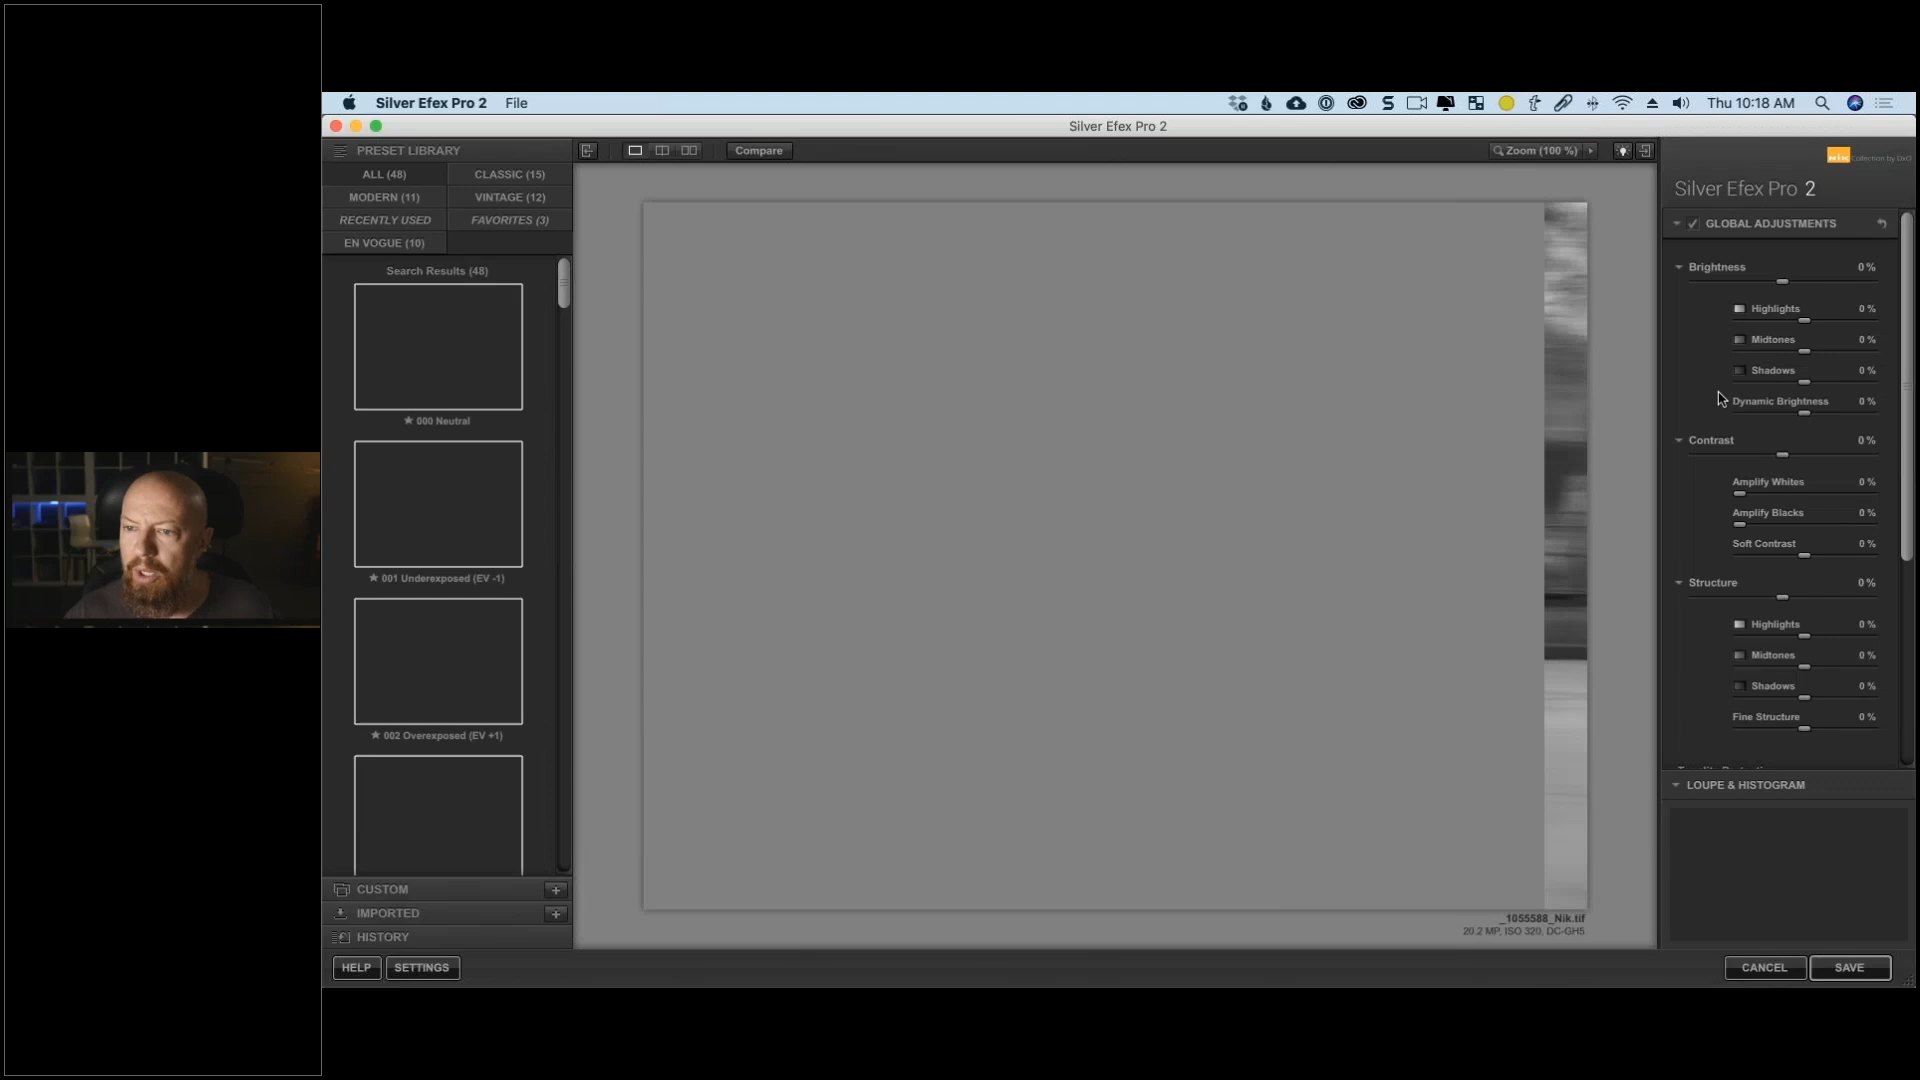 Silver Efex Pro 2 File
Thu 10:18 AM
Silver Efex Pro 2
PRESET LIBRARY
ALL (48)
CLASSIC (15)
MODERN (11)
VINTAGE (12)
RECENTLY USED
FAVORITES (3)
EN VOGUE (10)
Search Results (48)
★ 000 Neutral
★ 001 Underexposed (EV -1)
★ 002 Overexposed (EV +1)
CUSTOM
IMPORTED
HISTORY
HELP
SETTINGS
Compare
Zoom (100 %)
_1055588_Nik.tif
20.2 MP, ISO 320, DC-GH5
nik Collection by DxO
Silver Efex Pro 2
GLOBAL ADJUSTMENTS
Brightness 0 %
Highlights 0 %
Midtones 0 %
Shadows 0 %
Dynamic Brightness 0 %
Contrast 0 %
Amplify Whites 0 %
Amplify Blacks 0 %
Soft Contrast 0 %
Structure 0 %
Highlights 0 %
Midtones 0 %
Shadows 0 %
Fine Structure 0 %
LOUPE & HISTOGRAM
CANCEL
SAVE